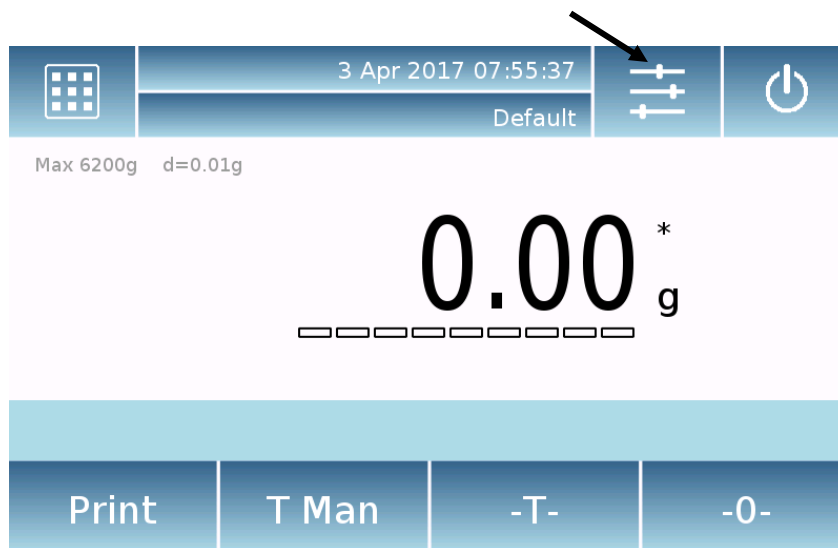 3 Apr 2017 07:55:37
Default
Max 6200g d=0.01g
0.00 * g
Print T Man -T- -0-